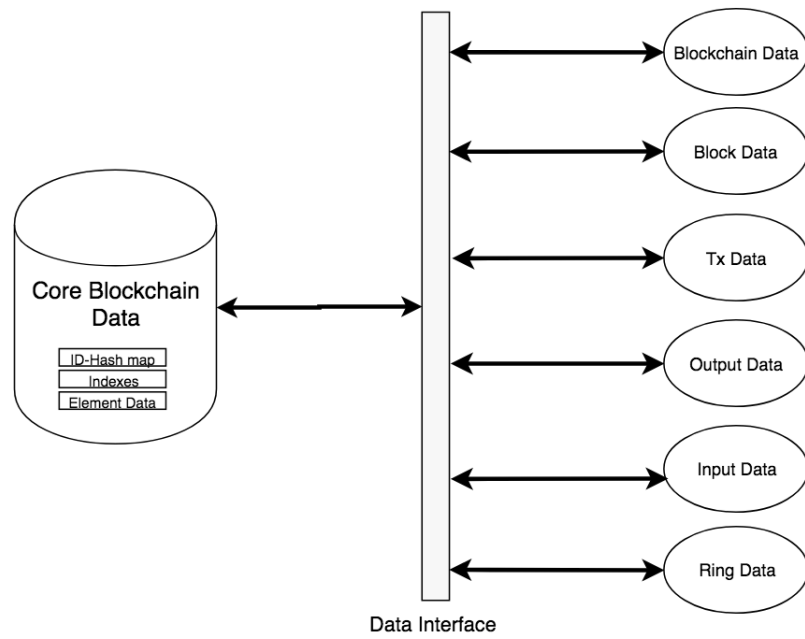 Core Blockchain
Data
ID-Hash map
Indexes
Element Data
Data Interface
Blockchain Data
Block Data
Tx Data
Output Data
Input Data
Ring Data